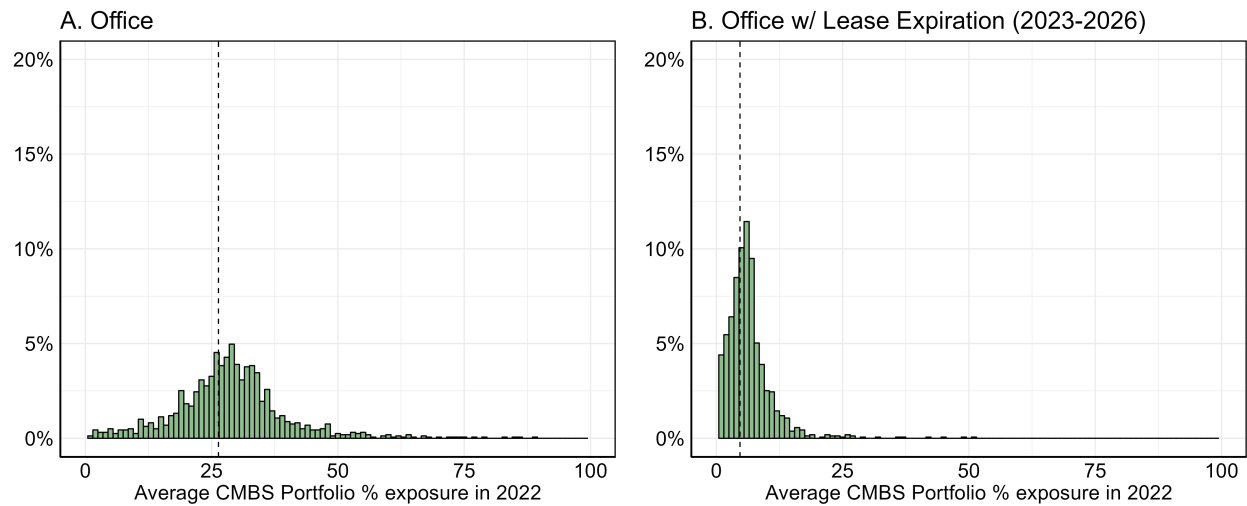 A. Office
20%
15%
10%
5%
0%
0 25 50 75 100
Average CMBS Portfolio % exposure in 2022
B. Office w/ Lease Expiration (2023-2026)
20%
15%
10%
5%
0%
0 25 50 75 100
Average CMBS Portfolio % exposure in 2022